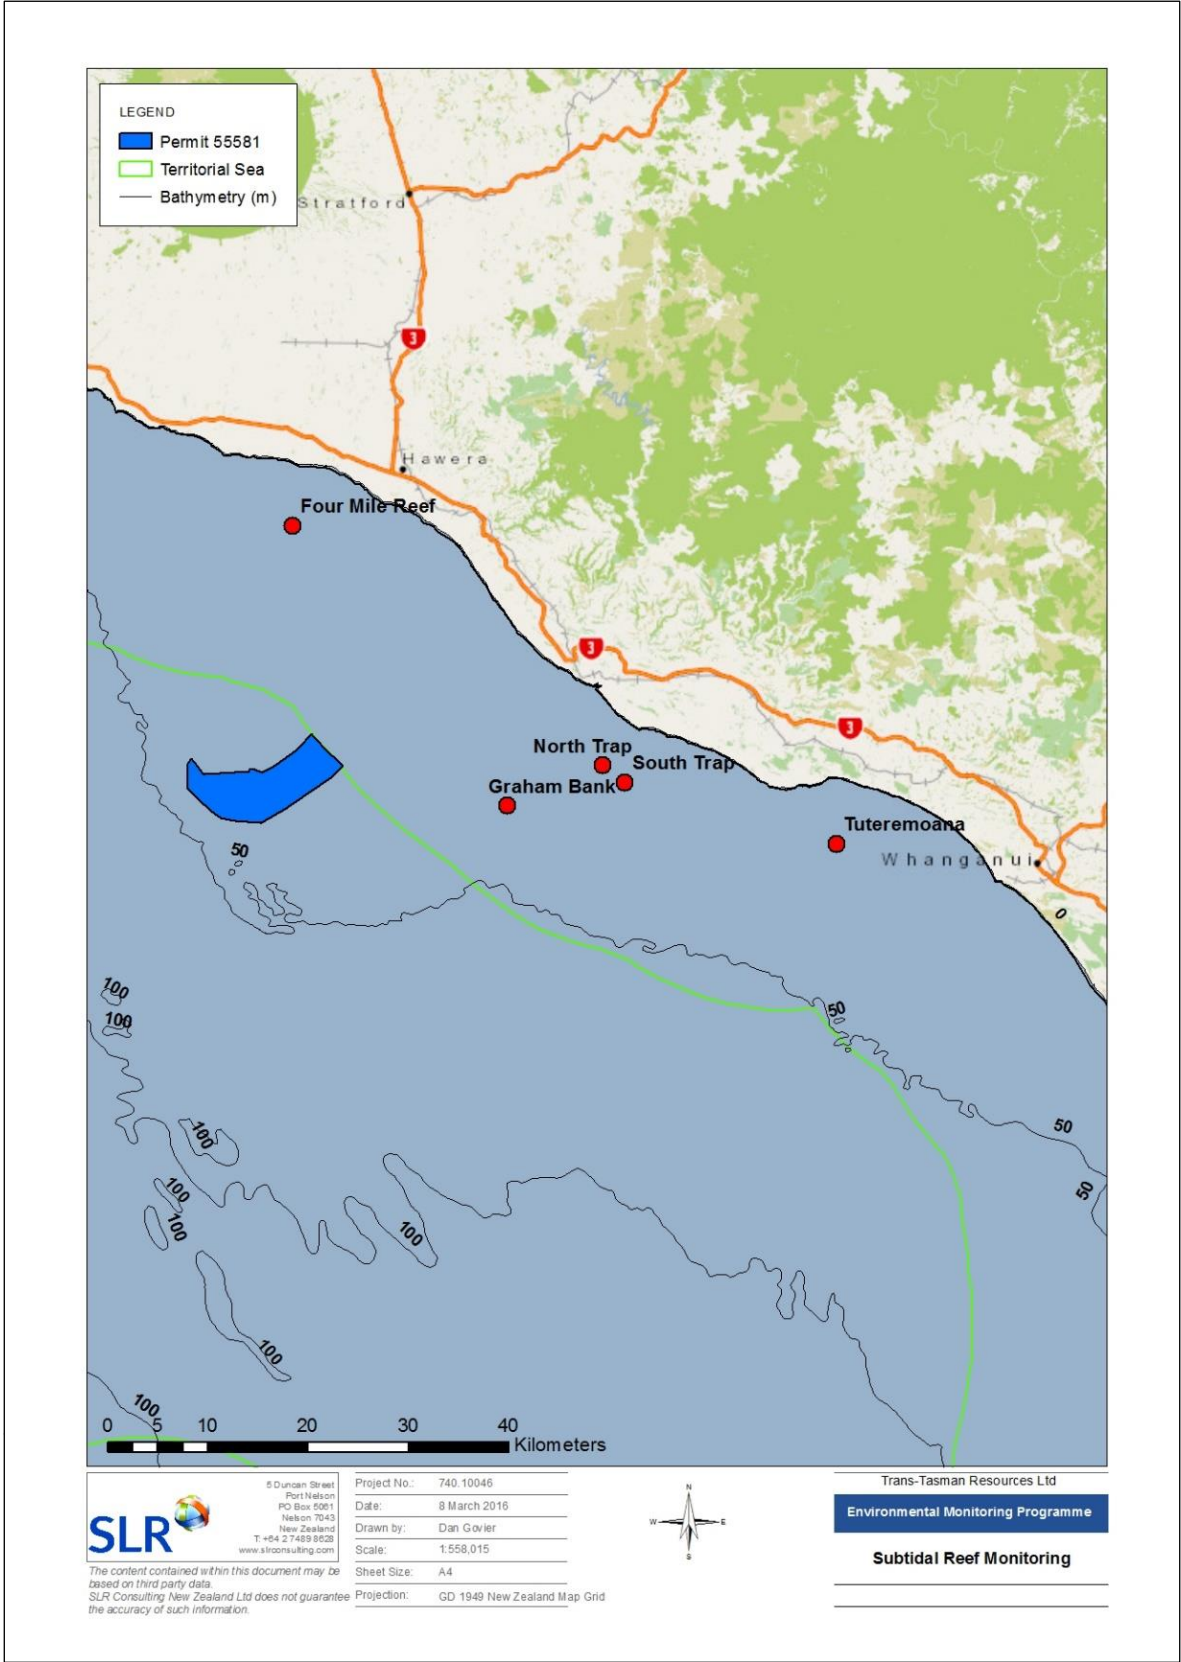 LEGEND
Permit 55581
Territorial Sea
Bathymetry (m)
Stratford
3
Hawera
Four Mile Reef
3
3
North Trap
South Trap
Graham Bank
Tuteremoana
Whanganui
50
0
100
100
50
50
50
100
100
100
100
100
100
0 5 10 20 30 40
Kilometers
SLR
5 Duncan Street
Port Nelson
PO Box 5061
Nelson 7043
New Zealand
T: +64 2 7489 8628
www.slrconsulting.com
The content contained within this document may be
based on third party data.
SLR Consulting New Zealand Ltd does not guarantee
the accuracy of such information.
Project No.: 740.10046
Date: 8 March 2016
Drawn by: Dan Govier
Scale: 1:558,015
Sheet Size: A4
Projection: GD 1949 New Zealand Map Grid
N
W E
S
Trans-Tasman Resources Ltd
Environmental Monitoring Programme
Subtidal Reef Monitoring